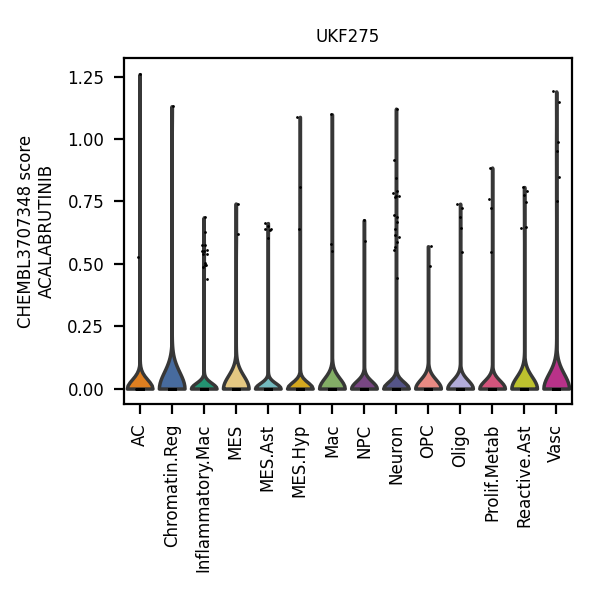 UKF275
CHEMBL3707348 score
ACALABRUTINIB
1.25
1.00
0.75
0.50
0.25
0.00
AC
Chromatin.Reg
Inflammatory.Mac
MES
MES.Ast
MES.Hyp
Mac
NPC
Neuron
OPC
Oligo
Prolif.Metab
Reactive.Ast
Vasc